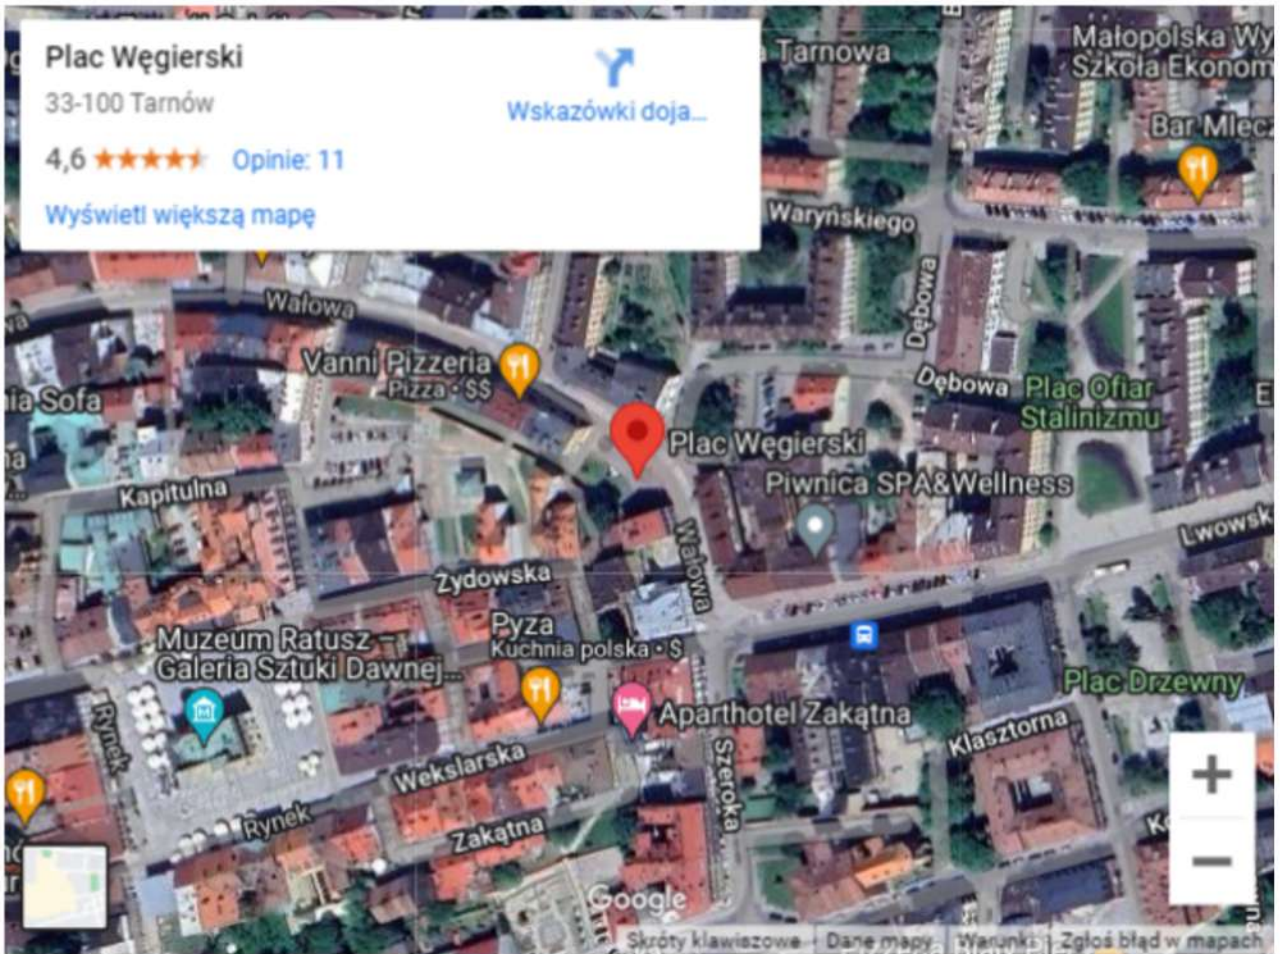 Plac Węgierski
33-100 Tarnów
4,6
Opinie: 11
Wyświetl większą mapę
Wskazówki doja...
Tarnowa
Małopolska Wy
Szkoła Ekonom
Bar Mlecz
Waryńskiego
Dębowa
Wałowa
Vanni Pizzeria
Pizza • $$
Dębowa
Plac Ofiar
Stalinizmu
nia Sofa
Plac Węgierski
Piwnica SPA&Wellness
Kapitulna
Wałowa
Lwowsk
Żydowska
Pyza
Kuchnia polska • $
Muzeum Ratusz –
Galeria Sztuki Dawnej...
Plac Drzewny
Aparthotel Zakątna
Klasztorna
Rynek
Szeroka
Wekslarska
Rynek
Zakątna
Google
Skróty klawiszowe
Dane mapy
Warunki
Zgłoś błąd w mapach